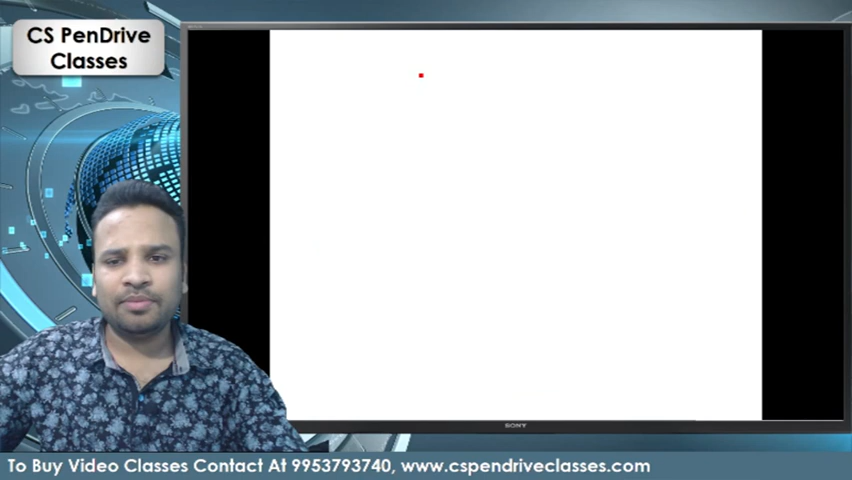 CS PenDrive
Classes
SONY
To Buy Video Classes Contact At 9953793740, www.cspendriveclasses.com